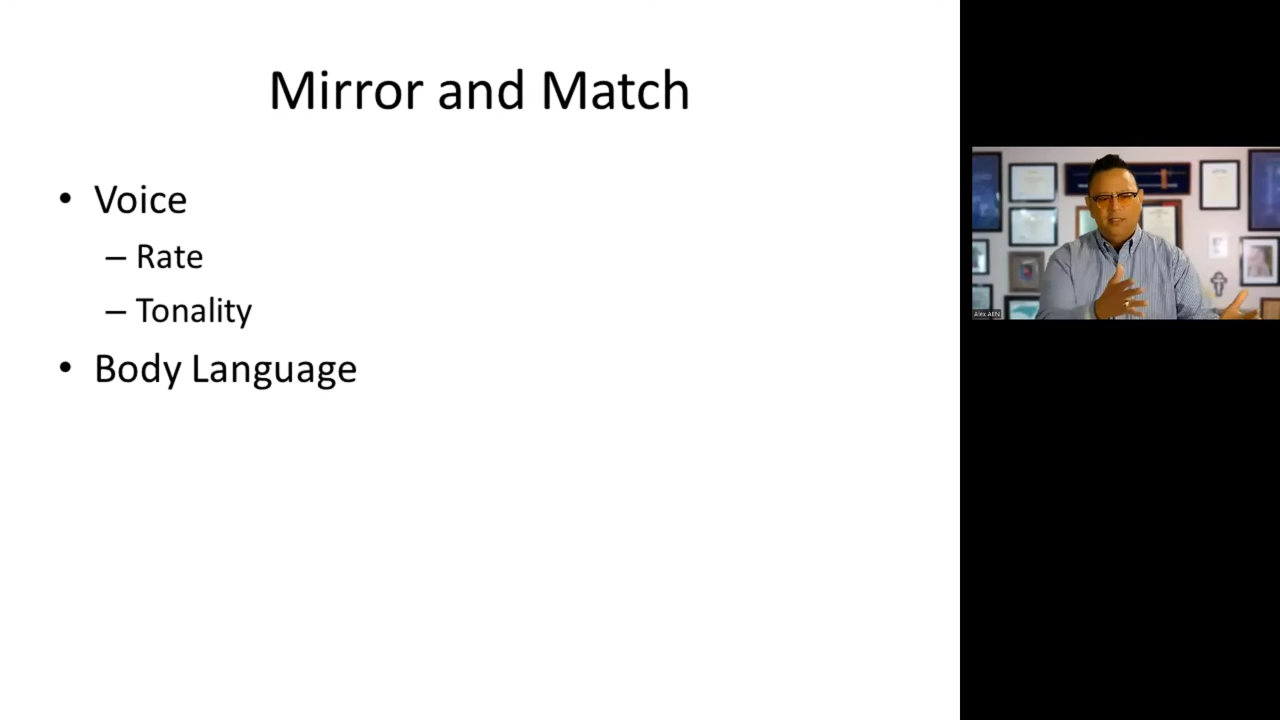 Mirror and Match
• Voice
– Rate
– Tonality
• Body Language